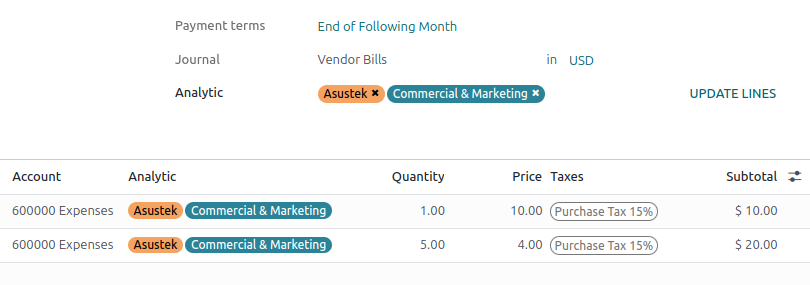 Payment terms End of Following Month
Journal Vendor Bills in USD
Analytic Asustek ✖ Commercial & Marketing ✖ UPDATE LINES
Account Analytic Quantity Price Taxes Subtotal
600000 Expenses Asustek Commercial & Marketing 1.00 10.00 Purchase Tax 15% $ 10.00
600000 Expenses Asustek Commercial & Marketing 5.00 4.00 Purchase Tax 15% $ 20.00